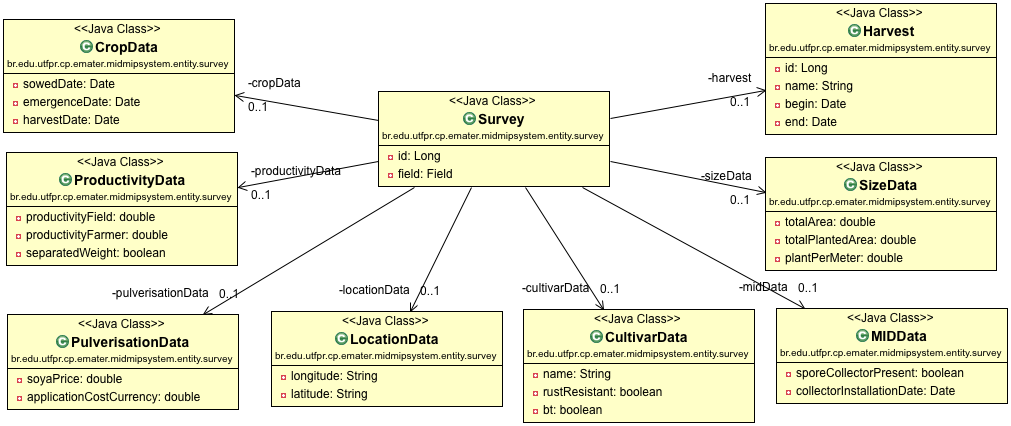 <<Java Class>>
C CropData
br.edu.utfpr.cp.emater.midmipsystem.entity.survey
sowedDate: Date
emergenceDate: Date
harvestDate: Date
<<Java Class>>
C Harvest
br.edu.utfpr.cp.emater.midmipsystem.entity.survey
id: Long
name: String
begin: Date
end: Date
-cropData
0..1
-harvest
0..1
<<Java Class>>
C Survey
br.edu.utfpr.cp.emater.midmipsystem.entity.survey
id: Long
field: Field
<<Java Class>>
C ProductivityData
br.edu.utfpr.cp.emater.midmipsystem.entity.survey
productivityField: double
productivityFarmer: double
separatedWeight: boolean
-productivityData
0..1
-sizeData
0..1
<<Java Class>>
C SizeData
br.edu.utfpr.cp.emater.midmipsystem.entity.survey
totalArea: double
totalPlantedArea: double
plantPerMeter: double
-pulverisationData 0..1
-locationData 0..1
-cultivarData 0..1
-midData 0..1
<<Java Class>>
C PulverisationData
br.edu.utfpr.cp.emater.midmipsystem.entity.survey
soyaPrice: double
applicationCostCurrency: double
<<Java Class>>
C LocationData
br.edu.utfpr.cp.emater.midmipsystem.entity.survey
longitude: String
latitude: String
<<Java Class>>
C CultivarData
br.edu.utfpr.cp.emater.midmipsystem.entity.survey
name: String
rustResistant: boolean
bt: boolean
<<Java Class>>
C MIDData
br.edu.utfpr.cp.emater.midmipsystem.entity.survey
sporeCollectorPresent: boolean
collectorInstallationDate: Date